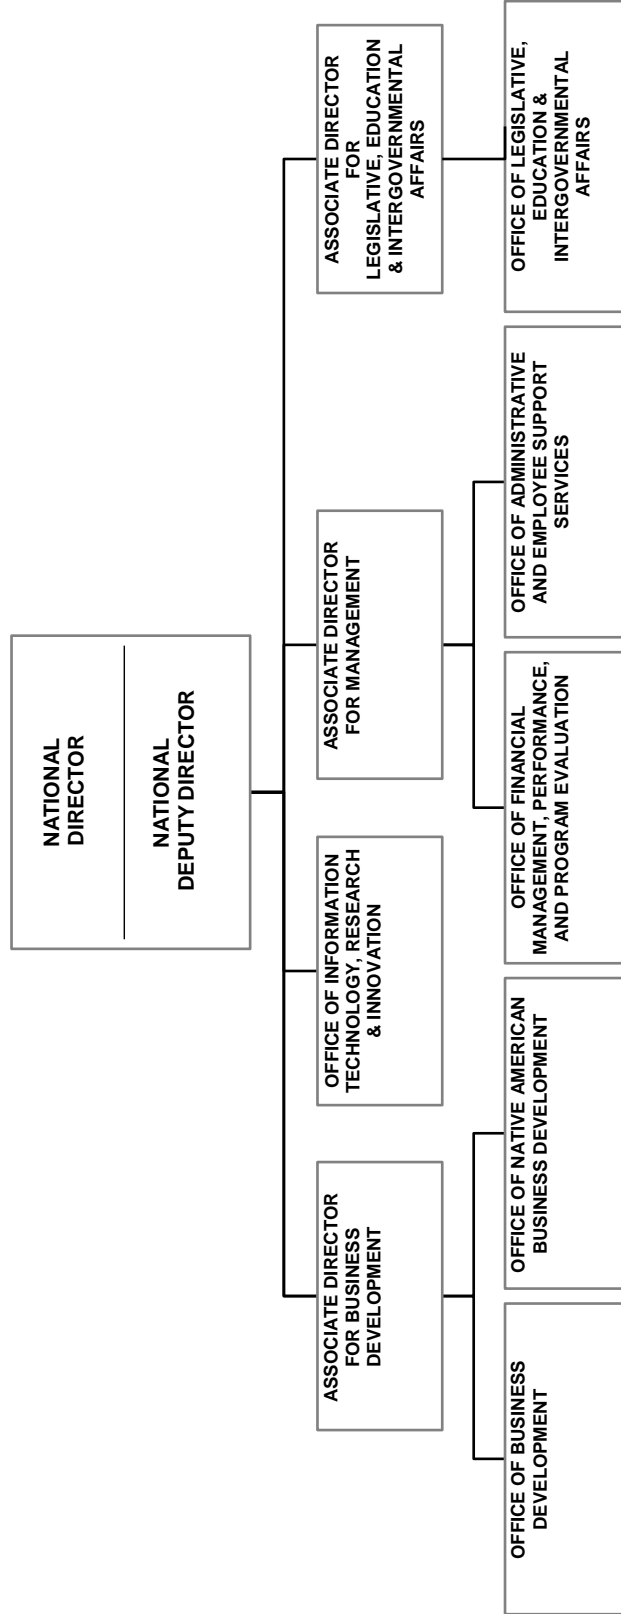 NATIONAL
DIRECTOR
NATIONAL
DEPUTY DIRECTOR
ASSOCIATE DIRECTOR
FOR BUSINESS
DEVELOPMENT
OFFICE OF INFORMATION
TECHNOLOGY, RESEARCH
& INNOVATION
ASSOCIATE DIRECTOR
FOR MANAGEMENT
ASSOCIATE DIRECTOR
FOR
LEGISLATIVE, EDUCATION
& INTERGOVERNMENTAL
AFFAIRS
OFFICE OF BUSINESS
DEVELOPMENT
OFFICE OF NATIVE AMERICAN
BUSINESS DEVELOPMENT
OFFICE OF FINANCIAL
MANAGEMENT, PERFORMANCE,
AND PROGRAM EVALUATION
OFFICE OF ADMINISTRATIVE
AND EMPLOYEE SUPPORT
SERVICES
OFFICE OF LEGISLATIVE,
EDUCATION &
INTERGOVERNMENTAL
AFFAIRS